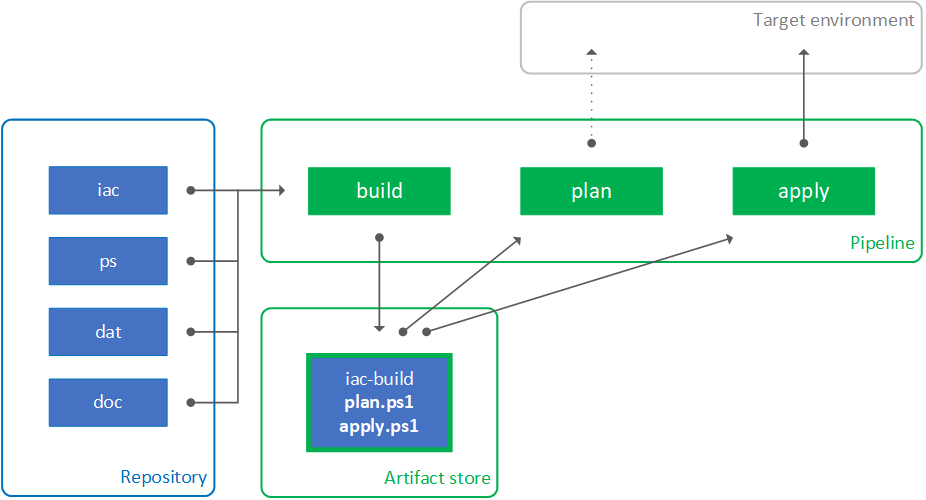 Target environment
iac
ps
dat
doc
Repository
build
plan
apply
Pipeline
iac-build
plan.ps1
apply.ps1
Artifact store